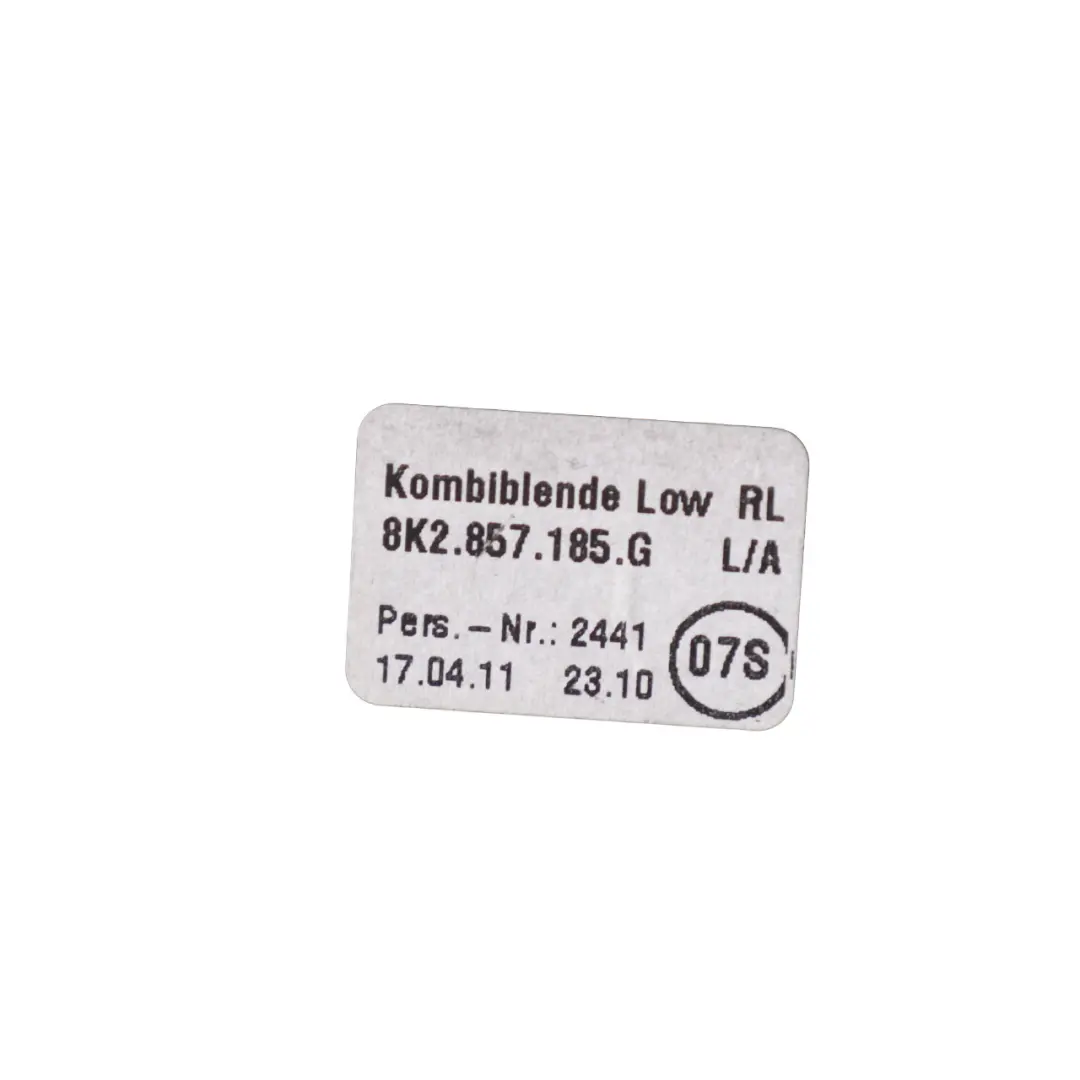 Kombiblende Low RL
8K2.857.185.G L/A
Pers.-Nr.: 2441
17.04.11 23.10
07S